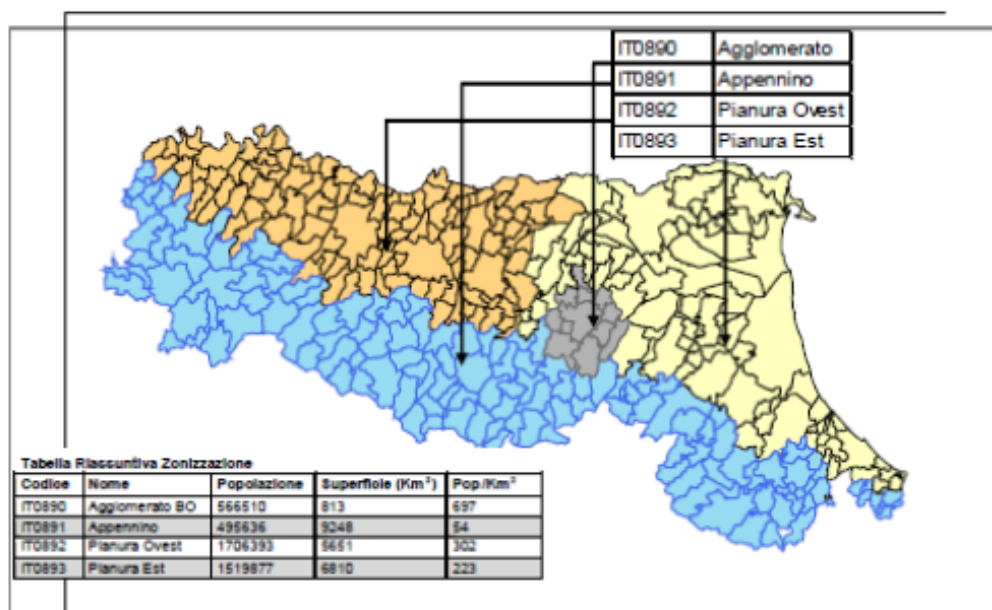 IT0890 Agglomerato
IT0891 Appennino
IT0892 Pianura Ovest
IT0893 Pianura Est
Tabella Riassuntiva Zonizzazione
Codice Nome Popolazione Superficie (Km²) Pop/Km²
IT0890 Agglomerato BO 566510 813 697
IT0891 Appennino 495636 9248 54
IT0892 Pianura Ovest 1706393 5651 302
IT0893 Pianura Est 1519877 6810 223